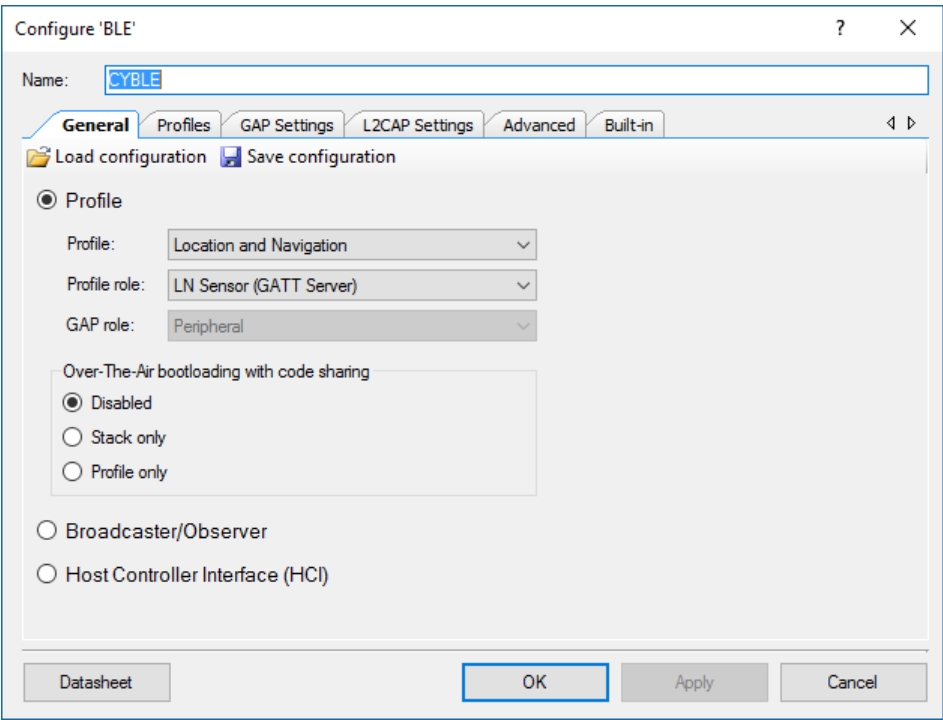 Configure 'BLE' ?
Name: CYBLE
General Profiles GAP Settings L2CAP Settings Advanced Built-in
Load configuration Save configuration
Profile
Profile: Location and Navigation
Profile role: LN Sensor (GATT Server)
GAP role: Peripheral
Over-The-Air bootloading with code sharing
Disabled
Stack only
Profile only
Broadcaster/Observer
Host Controller Interface (HCI)
Datasheet OK Apply Cancel